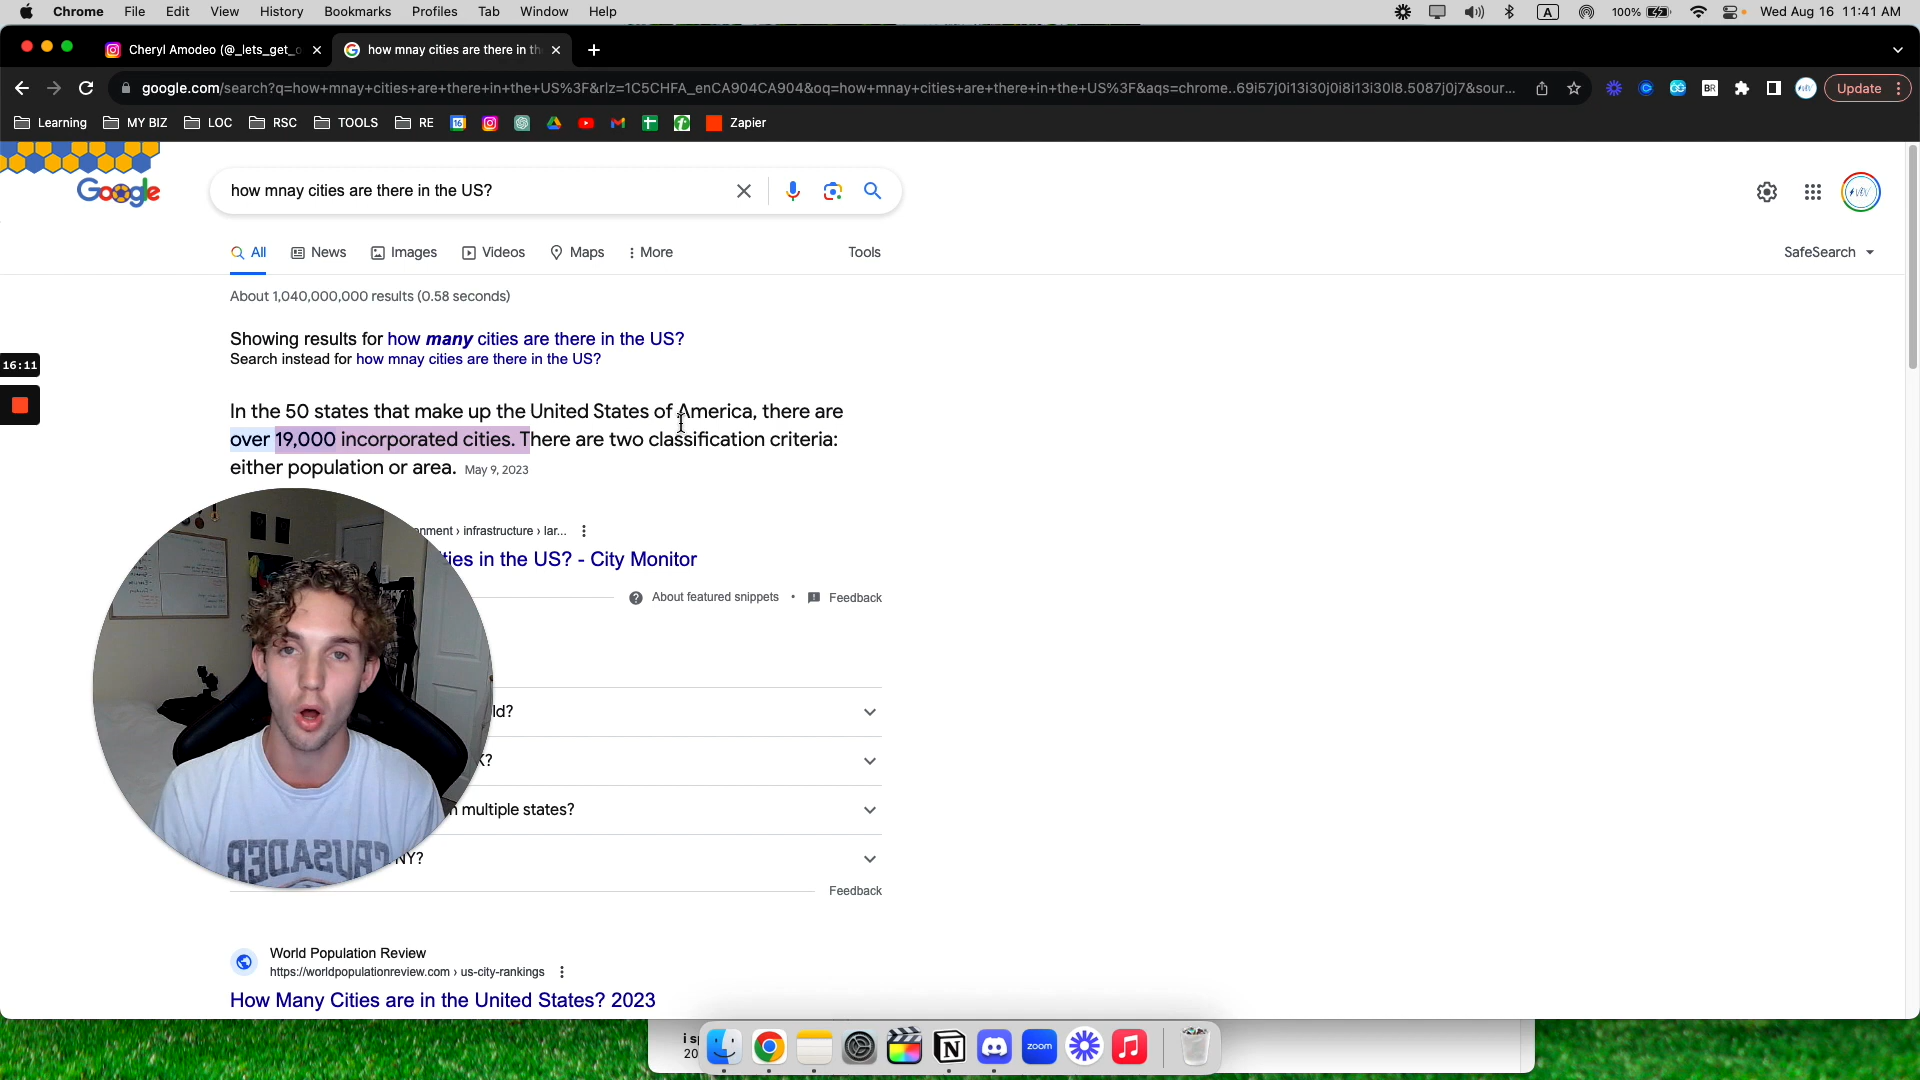 Chrome File Edit View History Bookmarks Profiles Tab Window Help
A 100% Wed Aug 16 11:41 AM
Cheryl Amodeo (@_lets_get_
how mnay cities are there in th
google.com/search?q=how+mnay+cities+are+there+in+the+US%3F&rlz=1C5CHFA_enCA904CA904&oq=how+mnay+cities+are+there+in+the+US%3F&aqs=chrome..69i57j0i13i30j0i8i13i30l8.5087j0j7&sour...
BR
Update
Learning MY BIZ LOC RSC TOOLS RE 16 Zapier
Google
how mnay cities are there in the US?
All News Images Videos Maps More Tools SafeSearch
About 1,040,000,000 results (0.58 seconds)
Showing results for how many cities are there in the US?
Search instead for how mnay cities are there in the US?
16:11
In the 50 states that make up the United States of America, there are
over 19,000 incorporated cities. There are two classification criteria:
either population or area. May 9, 2023
nment › infrastructure › lar...
ties in the US? - City Monitor
About featured snippets • Feedback
ld?
K?
n multiple states?
NY?
CRUSADER
Feedback
World Population Review
https://worldpopulationreview.com › us-city-rankings
How Many Cities are in the United States? 2023
i s
20
zoom